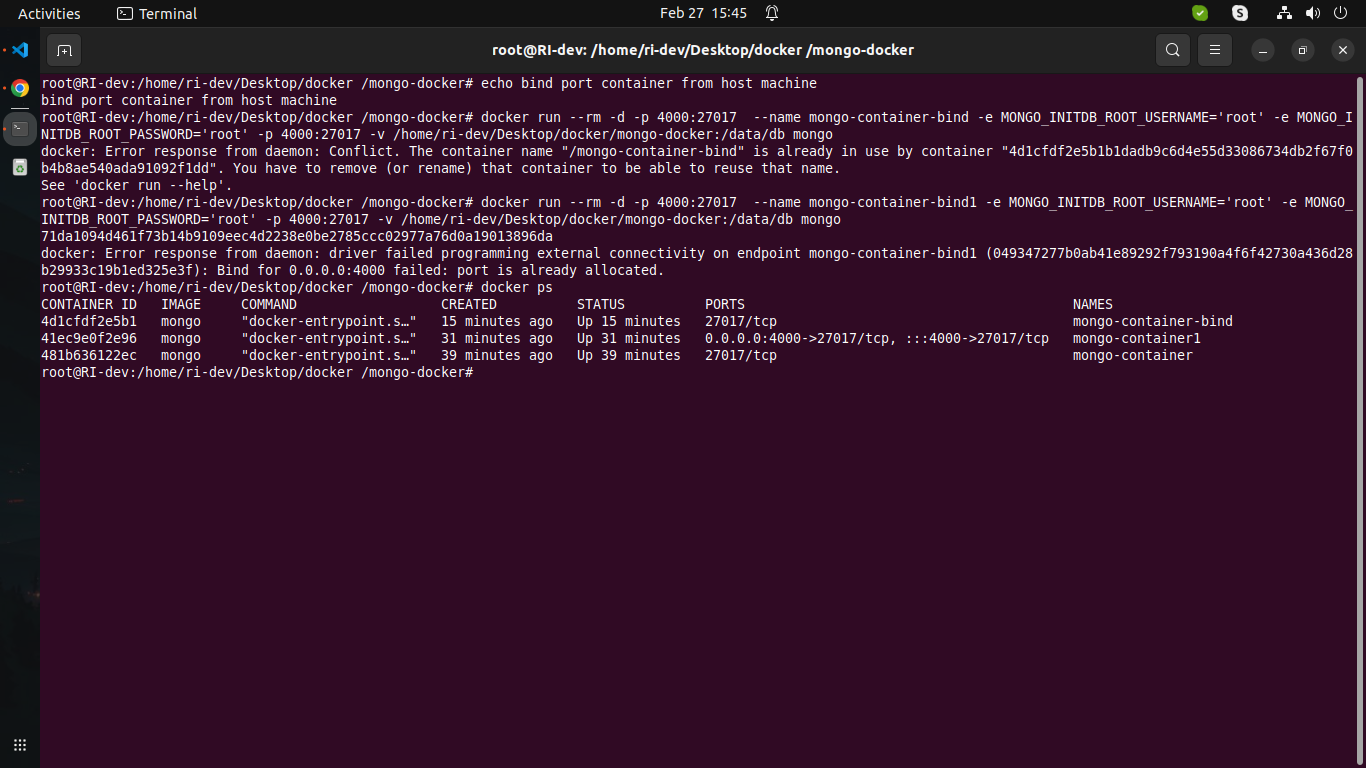 Activities Terminal Feb 27 15:45
root@RI-dev: /home/ri-dev/Desktop/docker /mongo-docker
root@RI-dev:/home/ri-dev/Desktop/docker /mongo-docker# echo bind port container from host machine
bind port container from host machine
root@RI-dev:/home/ri-dev/Desktop/docker /mongo-docker# docker run --rm -d -p 4000:27017  --name mongo-container-bind -e MONGO_INITDB_ROOT_USERNAME='root' -e MONGO_I
NITDB_ROOT_PASSWORD='root' -p 4000:27017 -v /home/ri-dev/Desktop/docker/mongo-docker:/data/db mongo
docker: Error response from daemon: Conflict. The container name "/mongo-container-bind" is already in use by container "4d1cfdf2e5b1b1dadb9c6d4e55d33086734db2f67f0
b4b8ae540ada91092f1dd". You have to remove (or rename) that container to be able to reuse that name.
See 'docker run --help'.
root@RI-dev:/home/ri-dev/Desktop/docker /mongo-docker# docker run --rm -d -p 4000:27017  --name mongo-container-bind1 -e MONGO_INITDB_ROOT_USERNAME='root' -e MONGO_
INITDB_ROOT_PASSWORD='root' -p 4000:27017 -v /home/ri-dev/Desktop/docker/mongo-docker:/data/db mongo
71da1094d461f73b14b9109eec4d2238e0be2785ccc02977a76d0a19013896da
docker: Error response from daemon: driver failed programming external connectivity on endpoint mongo-container-bind1 (049347277b0ab41e89292f793190a4f6f42730a436d28
b29933c19b1ed325e3f): Bind for 0.0.0.0:4000 failed: port is already allocated.
root@RI-dev:/home/ri-dev/Desktop/docker /mongo-docker# docker ps
CONTAINER ID   IMAGE     COMMAND                  CREATED          STATUS          PORTS                                         NAMES
4d1cfdf2e5b1   mongo     "docker-entrypoint.s…"   15 minutes ago   Up 15 minutes   27017/tcp                                     mongo-container-bind
41ec9e0f2e96   mongo     "docker-entrypoint.s…"   31 minutes ago   Up 31 minutes   0.0.0.0:4000->27017/tcp, :::4000->27017/tcp   mongo-container1
481b636122ec   mongo     "docker-entrypoint.s…"   39 minutes ago   Up 39 minutes   27017/tcp                                     mongo-container
root@RI-dev:/home/ri-dev/Desktop/docker /mongo-docker#